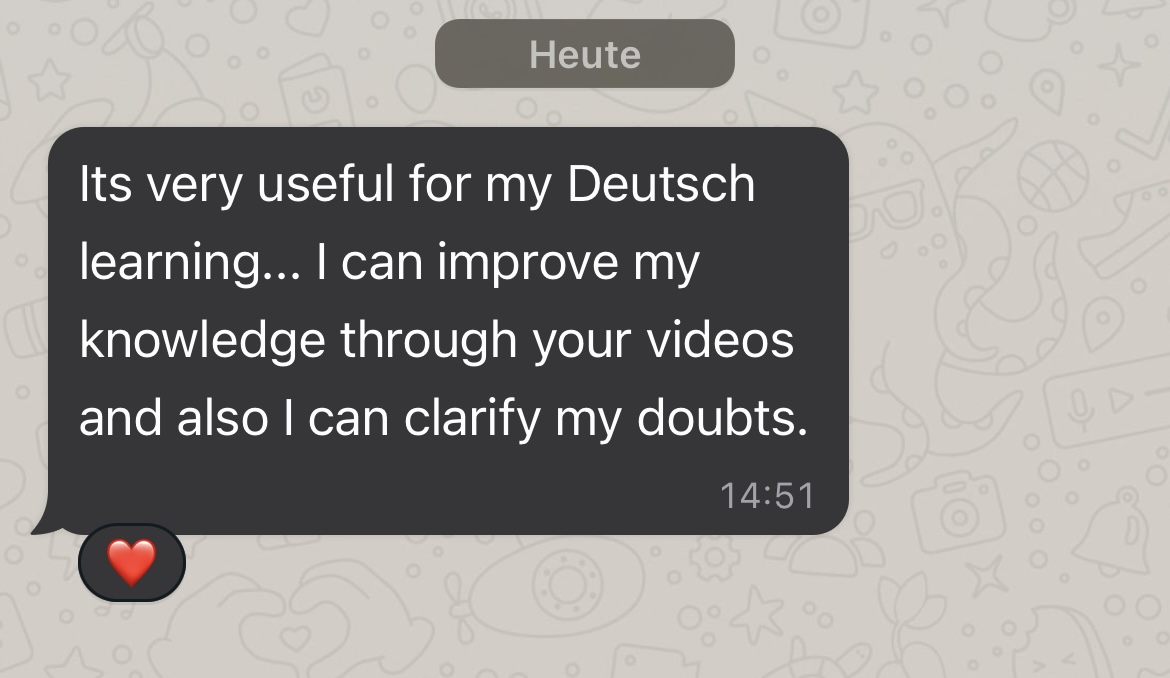 Heute
Its very useful for my Deutsch
learning... I can improve my
knowledge through your videos
and also I can clarify my doubts.
14:51